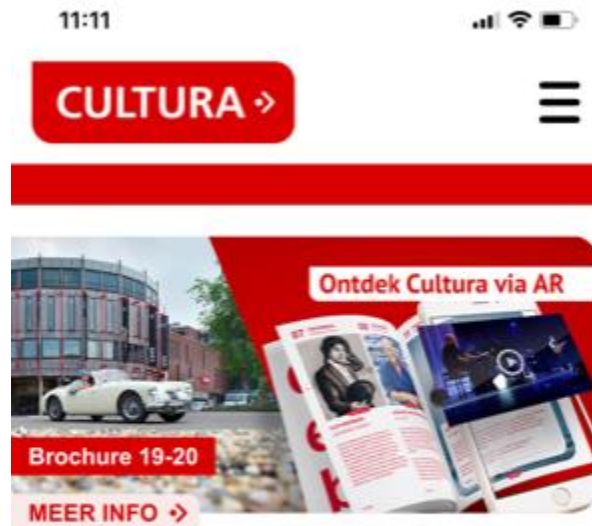 11:11
CULTURA
Ontdek Cultura via AR
Brochure 19-20
MEER INFO